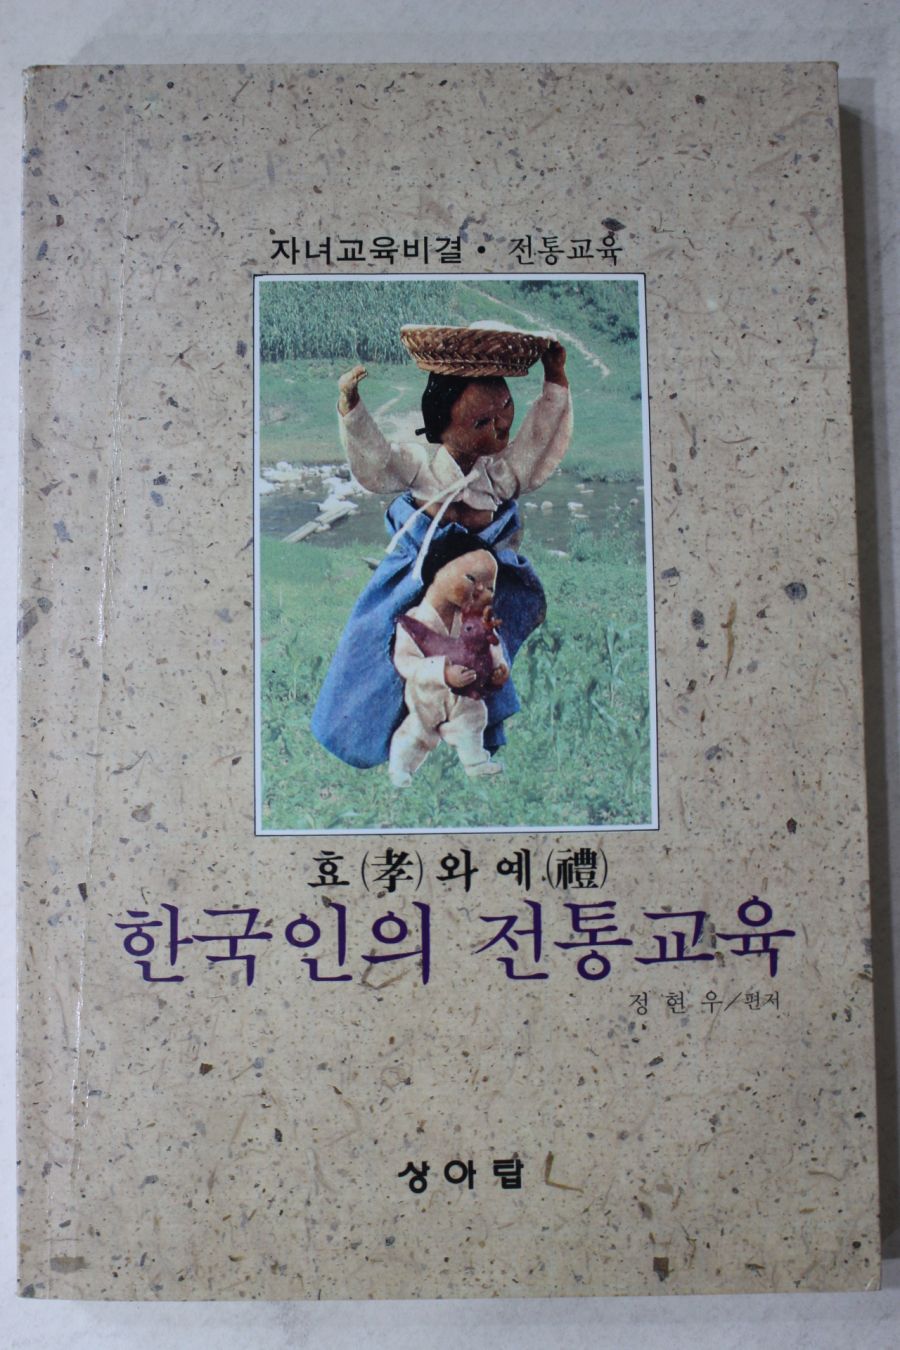 자녀교육비결 · 전통교육
효(孝)와 예(禮)
한국인의 전통교육
정현우/편저
상아탑